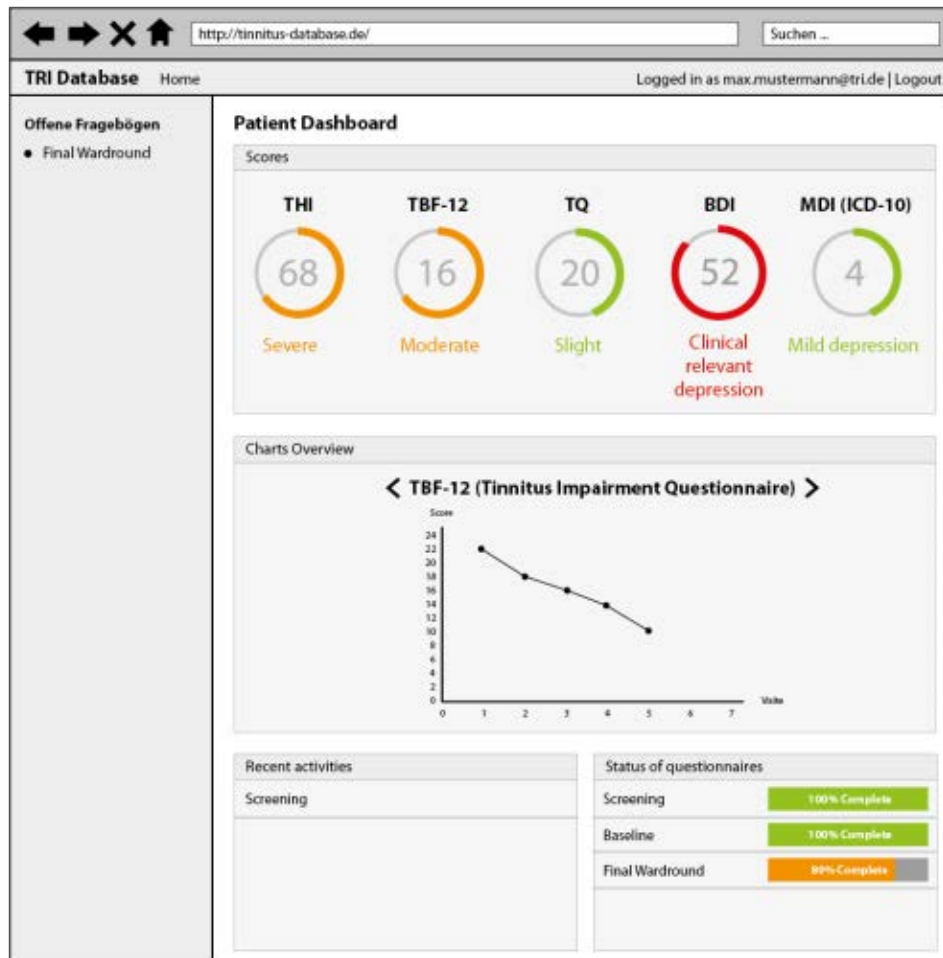 http://tinnitus-database.de/
Suchen ...
TRI Database Home
Logged in as max.mustermann@tri.de | Logout
Offene Fragebögen
• Final Wardround
Patient Dashboard
Scores
THI TBF-12 TQ BDI MDI (ICD-10)
68 16 20 52 4
Severe Moderate Slight Clinical Mild depression
relevant
depression
Charts Overview
< TBF-12 (Tinnitus Impairment Questionnaire) >
Score
24
22
20
18
16
14
12
10
8
6
4
2
0
Visite
0 1 2 3 4 5 6 7
Recent activities
Screening
Status of questionnaires
Screening 100% Complete
Baseline 100% Complete
Final Wardround 80% Complete